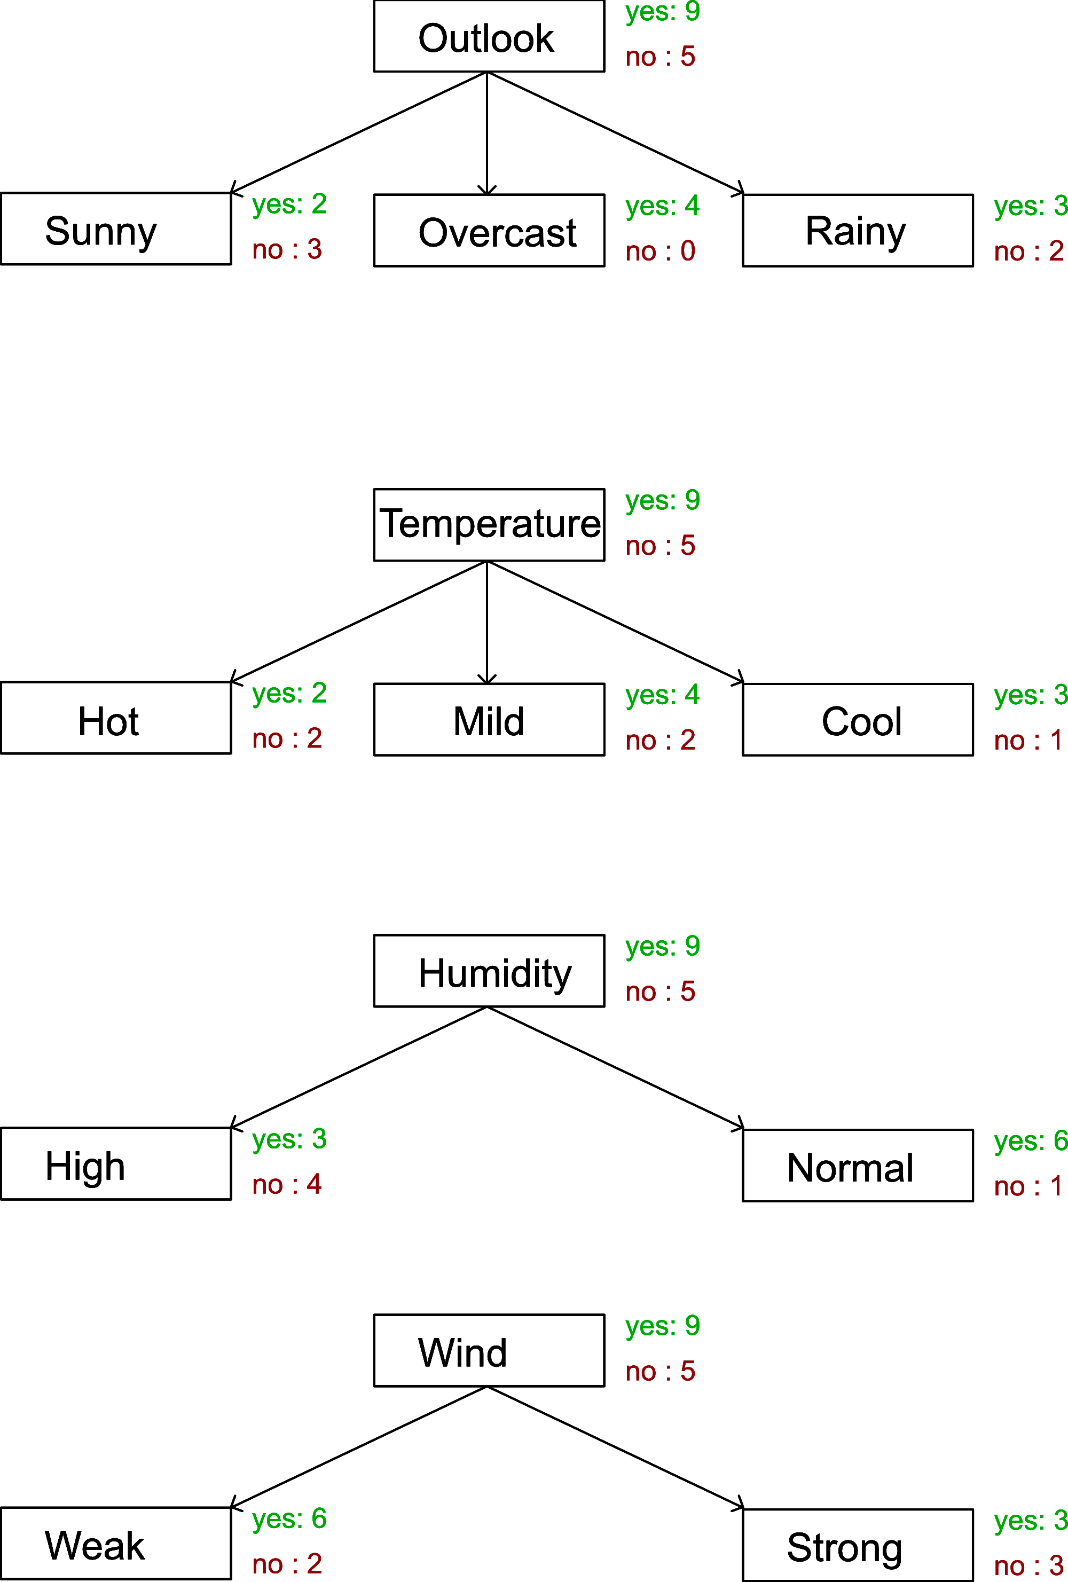 Outlook
yes: 9
no : 5
Sunny
yes: 2
no : 3
Overcast
yes: 4
no : 0
Rainy
yes: 3
no : 2
Temperature
yes: 9
no : 5
Hot
yes: 2
no : 2
Mild
yes: 4
no : 2
Cool
yes: 3
no : 1
Humidity
yes: 9
no : 5
High
yes: 3
no : 4
Normal
yes: 6
no : 1
Wind
yes: 9
no : 5
Weak
yes: 6
no : 2
Strong
yes: 3
no : 3